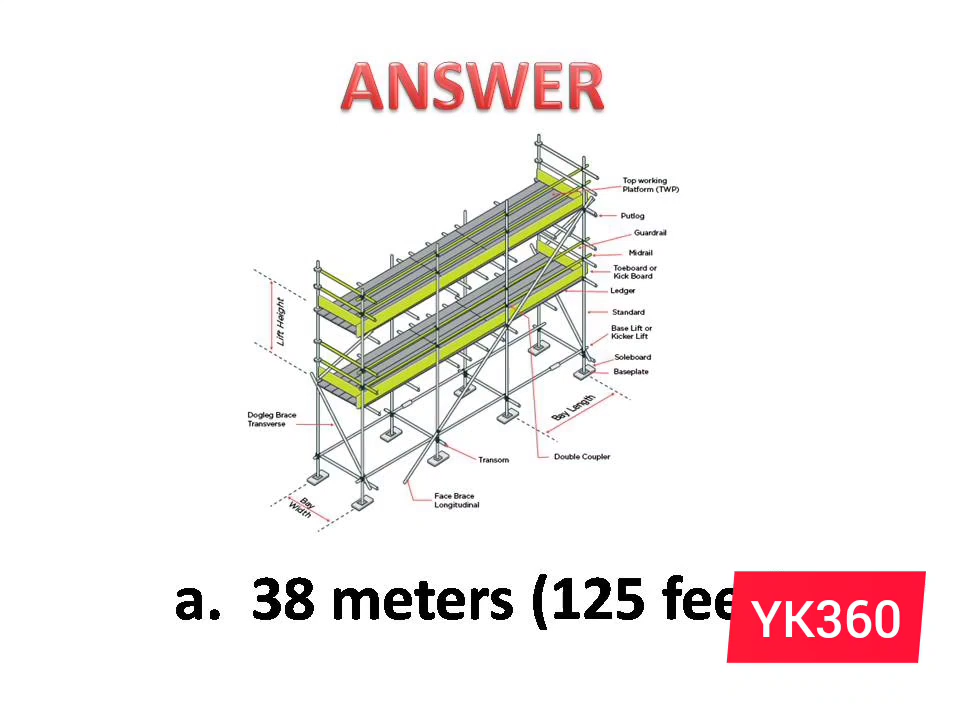 ANSWER
Top working
Platform (TWP)
Putlog
Guardrail
Midrail
Toeboard or
Kick Board
Ledger
Lift Height
Standard
Base Lift or
Kicker Lift
Soleboard
Baseplate
Bay Length
Dogleg Brace
Transverse
Double Coupler
Transom
Face Brace
Longitudinal
Bay
Width
a. 38 meters (125 fee
YK360